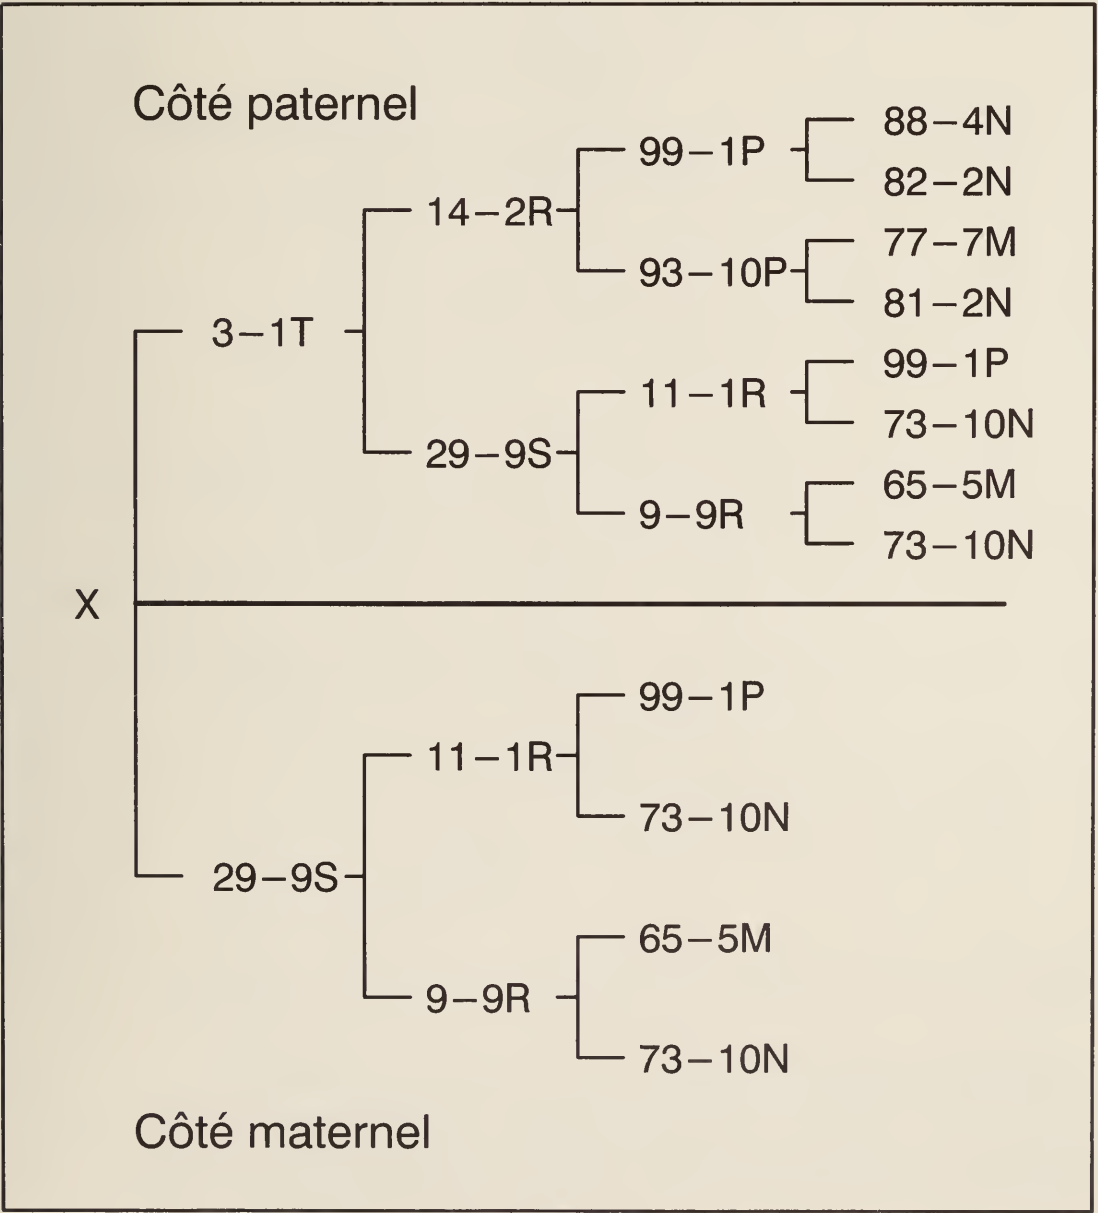 Côté paternel
88–4N
99–1P
82–2N
14–2R
77–7M
93–10P
81–2N
3–1T
99–1P
11–1R
73–10N
29–9S
65–5M
9–9R
73–10N
X
99–1P
11–1R
73–10N
29–9S
65–5M
9–9R
73–10N
Côté maternel